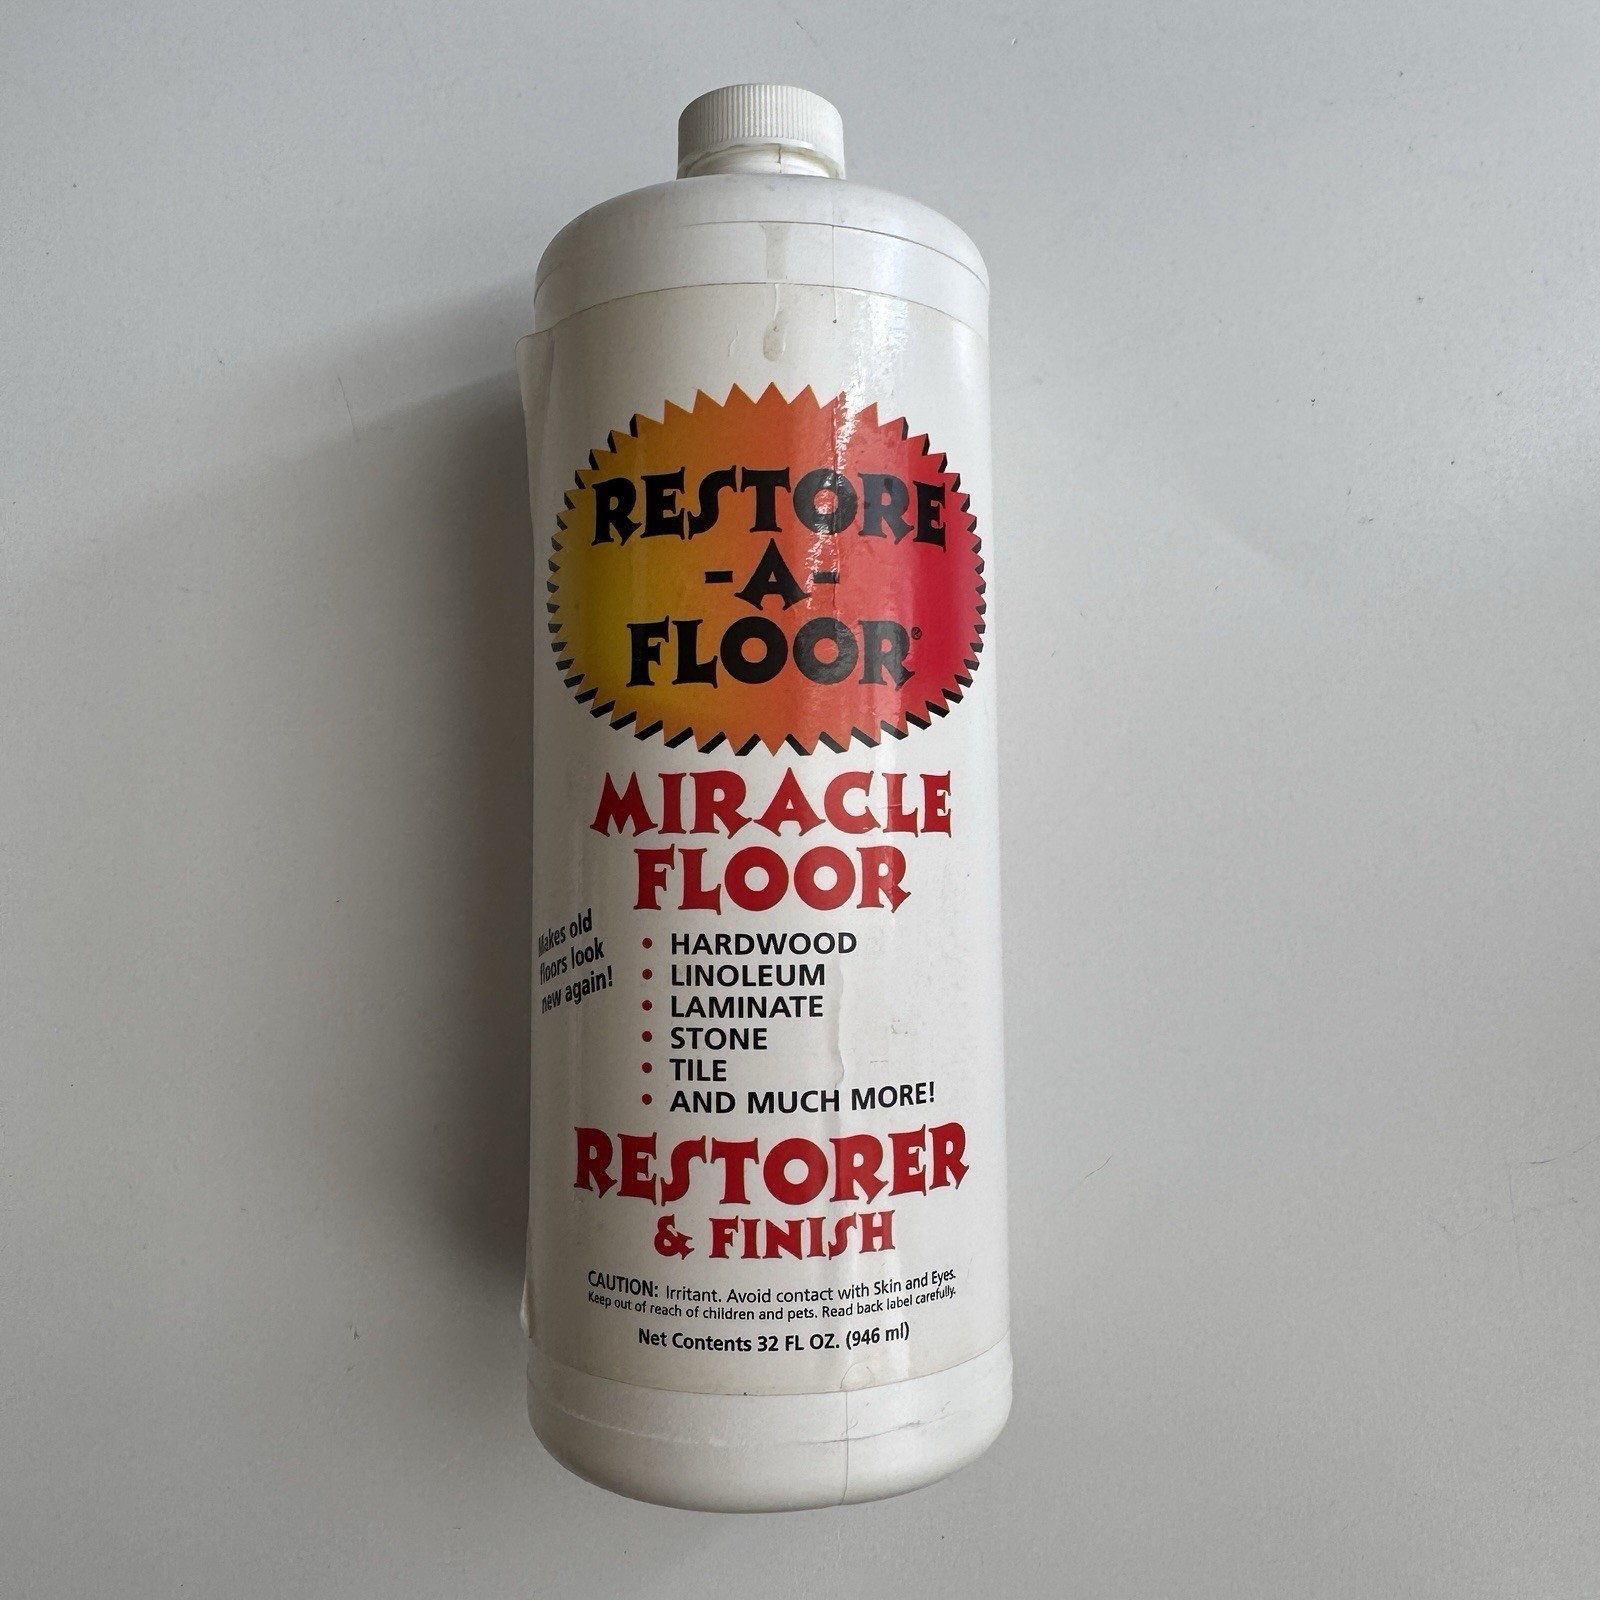 RESTORE
-A-
FLOOR®
MIRACLE
FLOOR
Makes old
floors look
new again!
• HARDWOOD
• LINOLEUM
• LAMINATE
• STONE
• TILE
• AND MUCH MORE!
RESTORER
& FINISH
CAUTION: Irritant. Avoid contact with Skin and Eyes.
Keep out of reach of children and pets. Read back label carefully.
Net Contents 32 FL OZ. (946 ml)